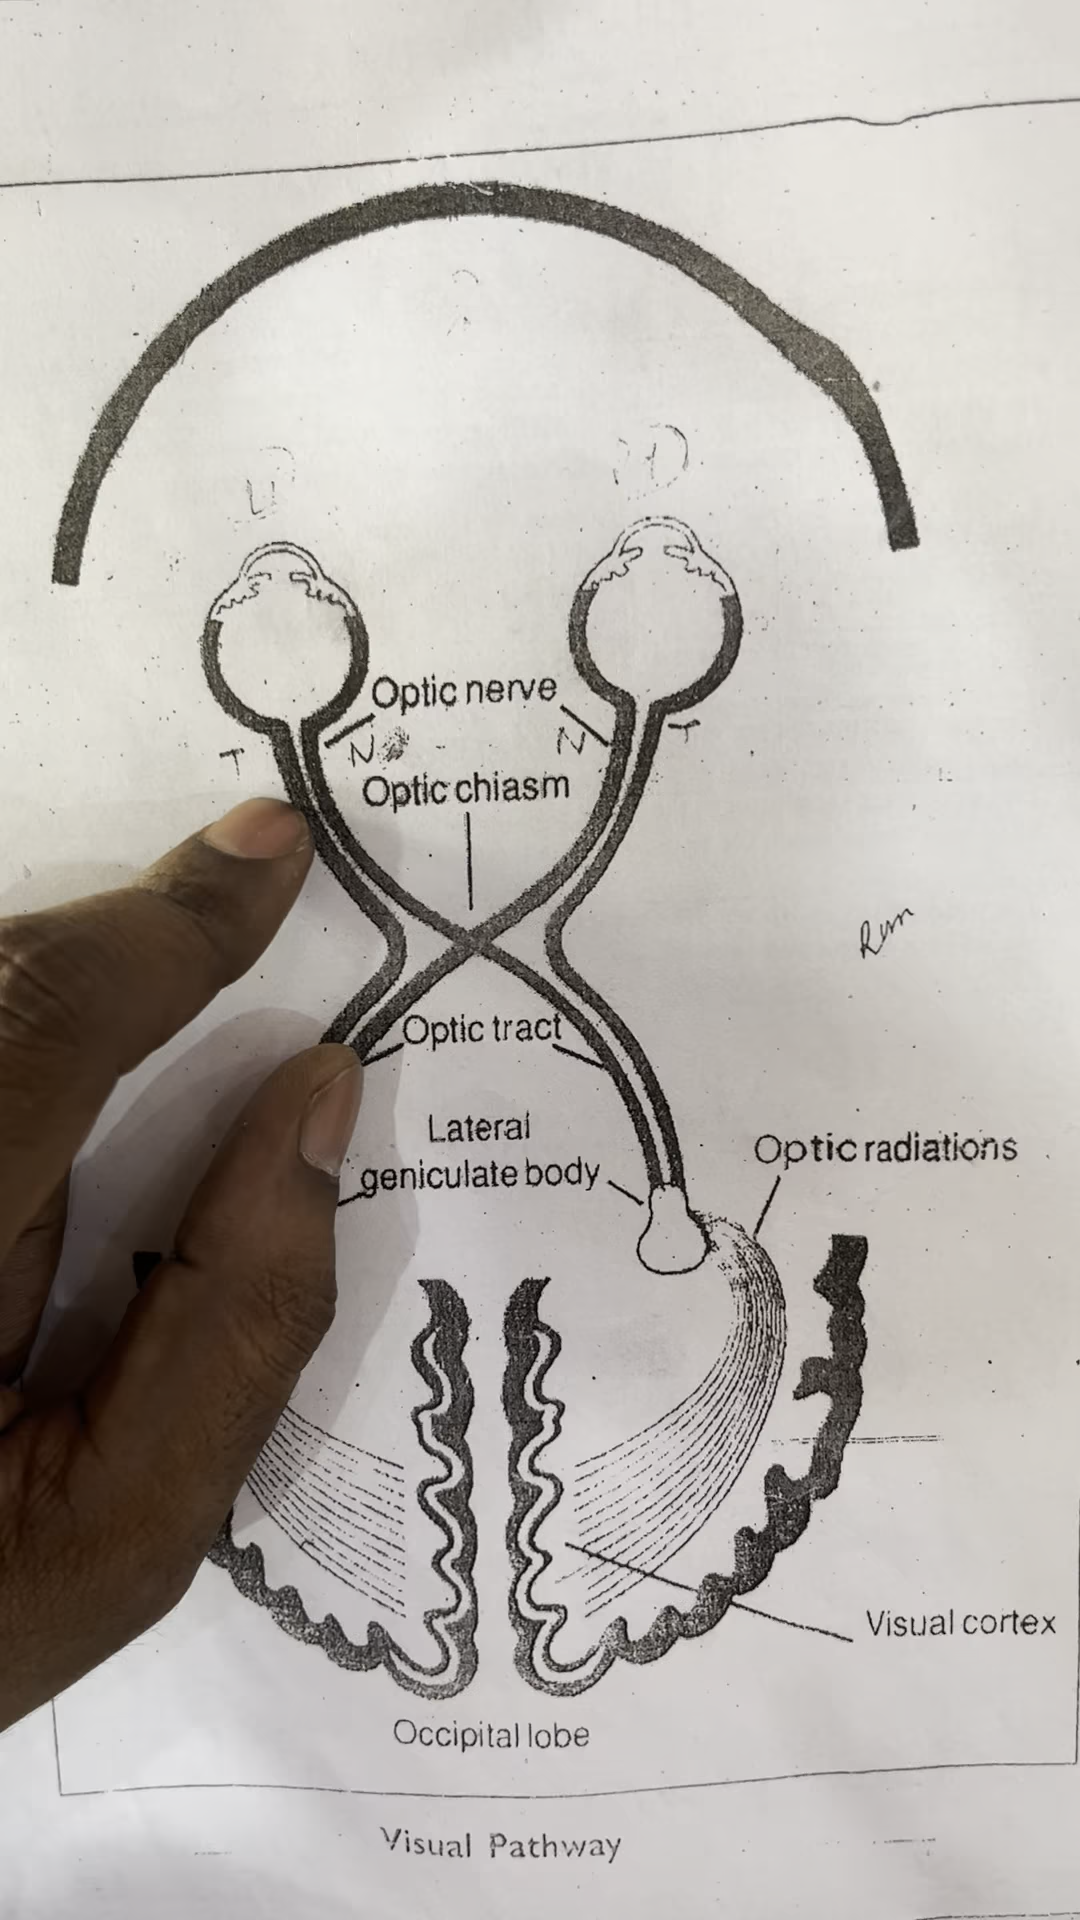 Optic nerve
T
N
N
T
Optic chiasm
Optic tract
Lateral
geniculate body
Optic radiations
Visual cortex
Occipital lobe
Visual Pathway